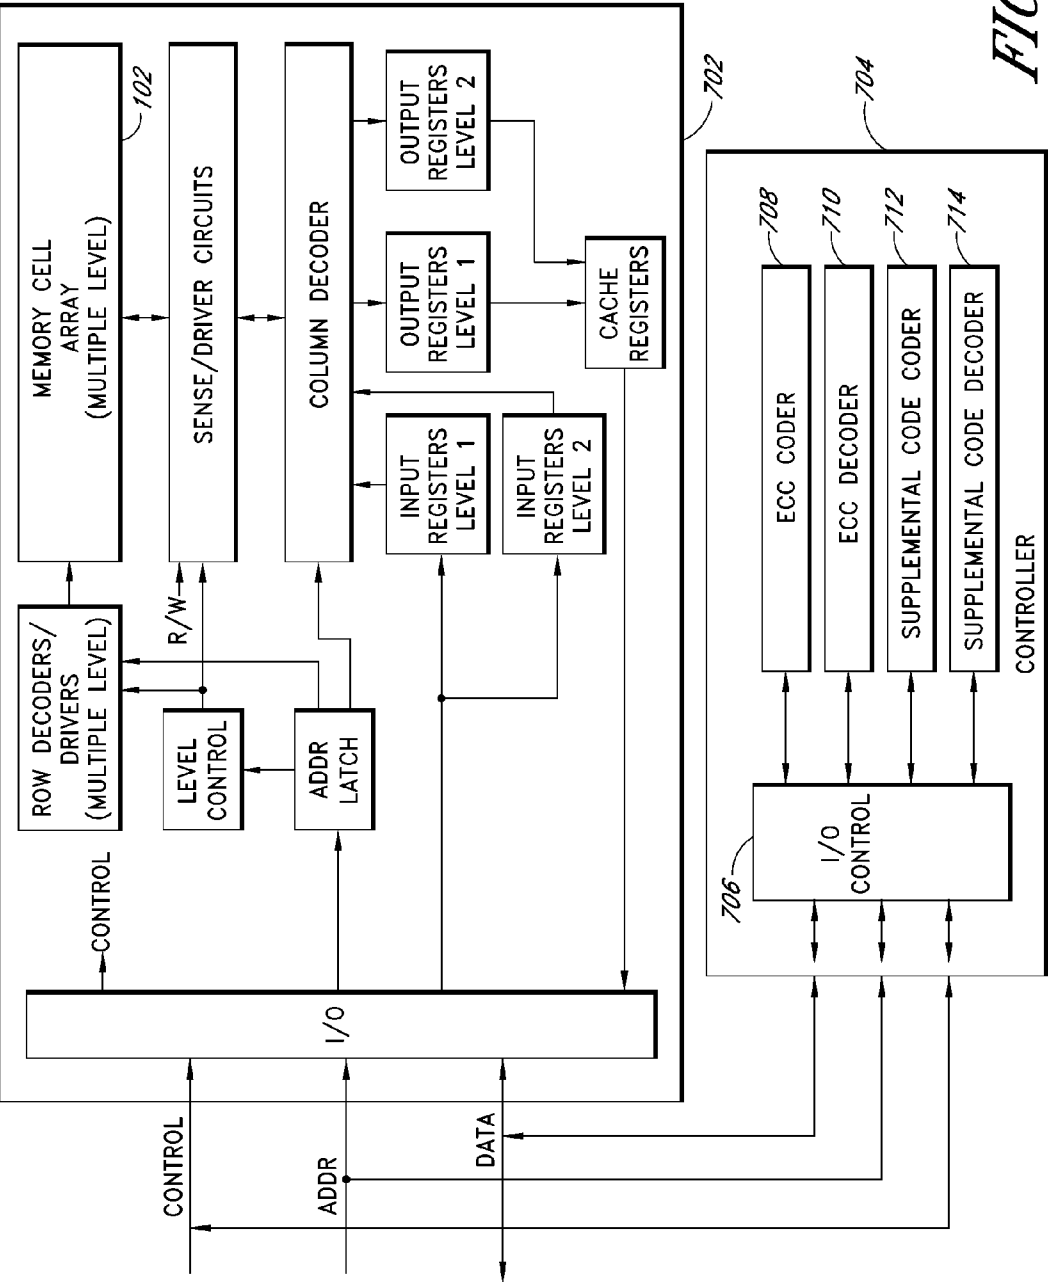 FIG
702
102
MEMORY CELL
ARRAY
(MULTIPLE LEVEL)
SENSE/DRIVER CIRCUITS
COLUMN DECODER
OUTPUT
REGISTERS
LEVEL 2
OUTPUT
REGISTERS
LEVEL 1
CACHE
REGISTERS
INPUT
REGISTERS
LEVEL 1
INPUT
REGISTERS
LEVEL 2
R/W
ROW DECODERS/
DRIVERS
(MULTIPLE LEVEL)
LEVEL
CONTROL
ADDR
LATCH
CONTROL
I/O
CONTROL
ADDR
DATA
704
708
ECC CODER
710
ECC DECODER
712
SUPPLEMENTAL CODE CODER
714
SUPPLEMENTAL CODE DECODER
CONTROLLER
706
I/O
CONTROL